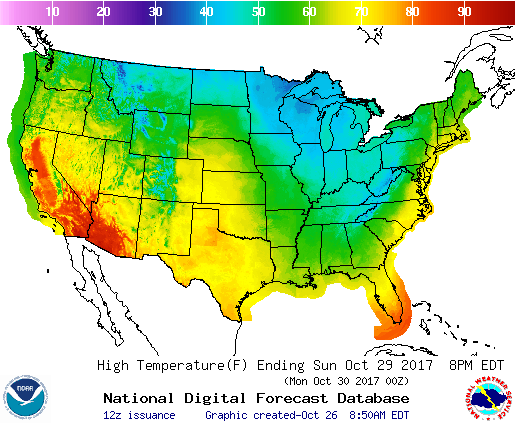 10 20 30 40 50 60 70 80 90
High Temperature(F) Ending Sun Oct 29 2017 8PM EDT
(Mon Oct 30 2017 00Z)
National Digital Forecast Database
12z issuance Graphic created-Oct 26 8:50AM EDT
NOAA
NATIONAL WEATHER SERVICE